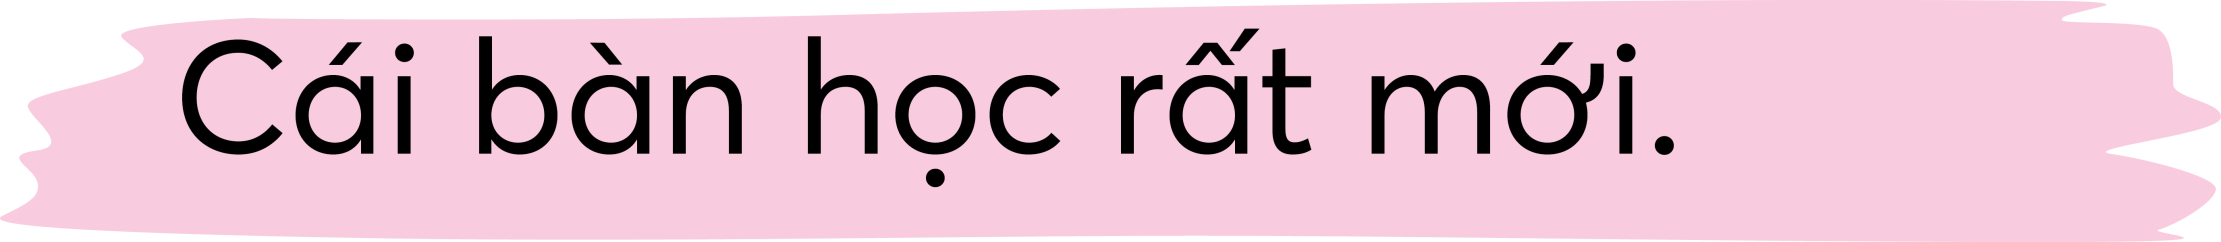 Cái bàn học rất mới.